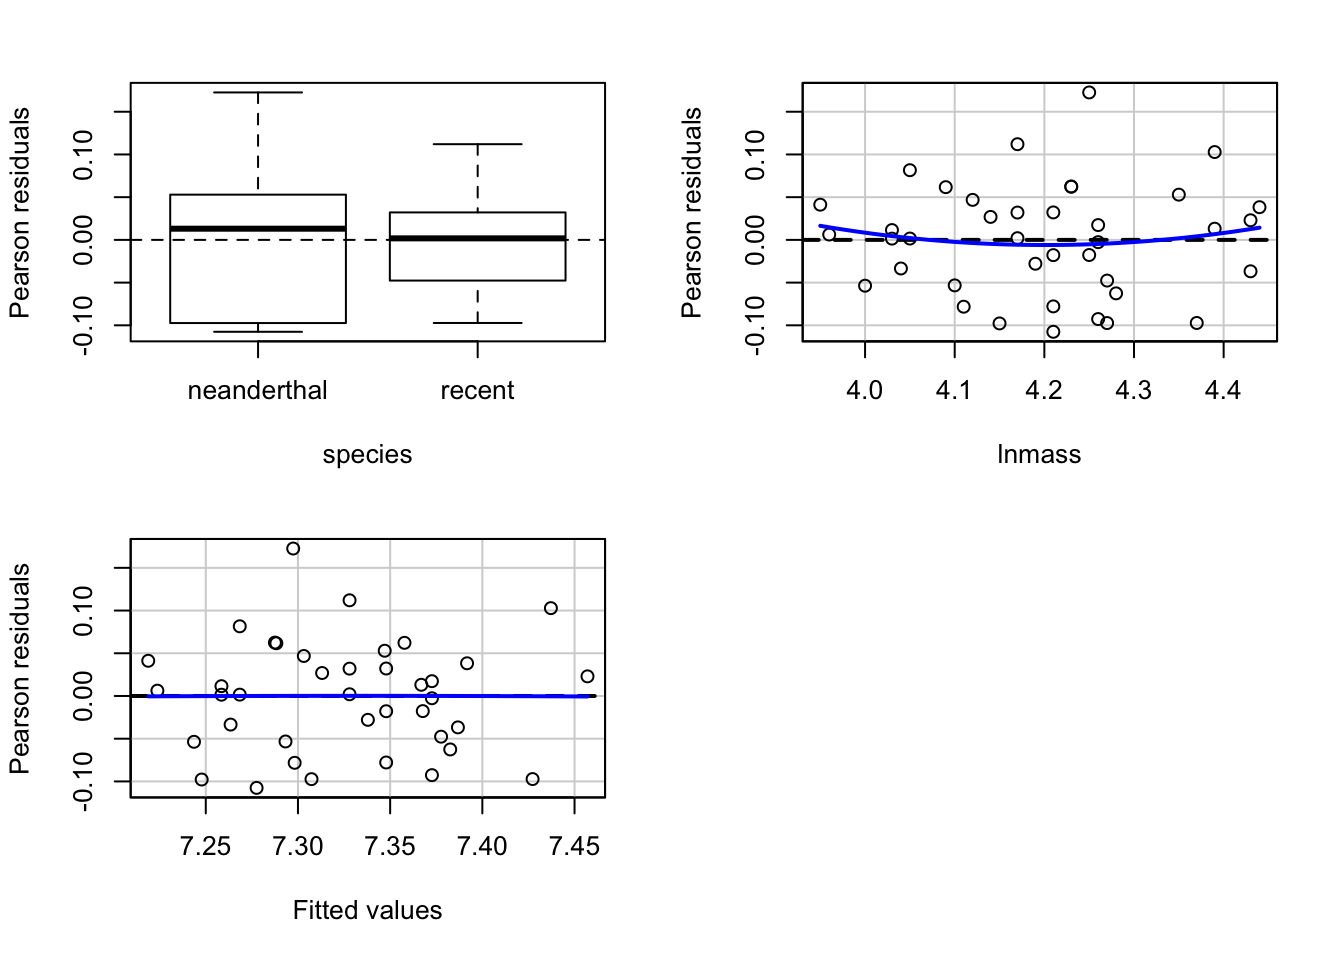 Pearson residuals
-0.10 0.00 0.10
neanderthal recent
species
Pearson residuals
-0.10 0.00 0.10
4.0 4.1 4.2 4.3 4.4
lnmass
Pearson residuals
-0.10 0.00 0.10
7.25 7.30 7.35 7.40 7.45
Fitted values